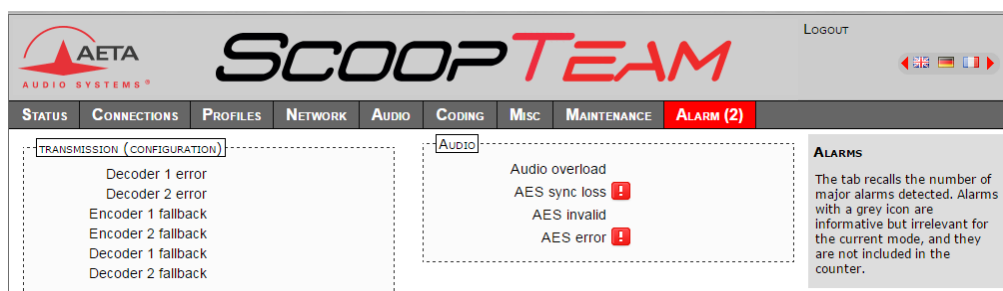 AETA
AUDIO SYSTEMS®
SCOOPTEAM
LOGOUT
STATUS CONNECTIONS PROFILES NETWORK AUDIO CODING MISC MAINTENANCE ALARM (2)
TRANSMISSION (CONFIGURATION)
Decoder 1 error
Decoder 2 error
Encoder 1 fallback
Encoder 2 fallback
Decoder 1 fallback
Decoder 2 fallback
AUDIO
Audio overload
AES sync loss !
AES invalid
AES error !
ALARMS
The tab recalls the number of
major alarms detected. Alarms
with a grey icon are
informative but irrelevant for
the current mode, and they
are not included in the
counter.